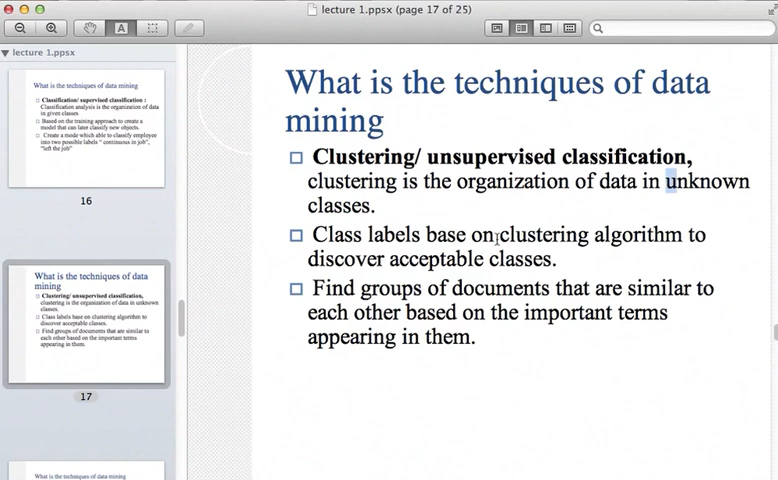 lecture 1.ppsx (page 17 of 25)
lecture 1.ppsx
What is the techniques of data mining
Classification/ supervised classification :
Classification analysis is the organization of data
in given classes
Based on the training approach to create a
model that can later classify new objects.
Create a mode which able to classify employee
into two possible labels " continuous in job",
"left the job"
16
What is the techniques of data
mining
Clustering/ unsupervised classification,
clustering is the organization of data in unknown
classes.
Class labels base on clustering algorithm to
discover acceptable classes.
Find groups of documents that are similar to
each other based on the important terms
appearing in them.
17
What is the techniques of data mining
What is the techniques of data
mining
Clustering/ unsupervised classification,
clustering is the organization of data in unknown
classes.
Class labels base on clustering algorithm to
discover acceptable classes.
Find groups of documents that are similar to
each other based on the important terms
appearing in them.